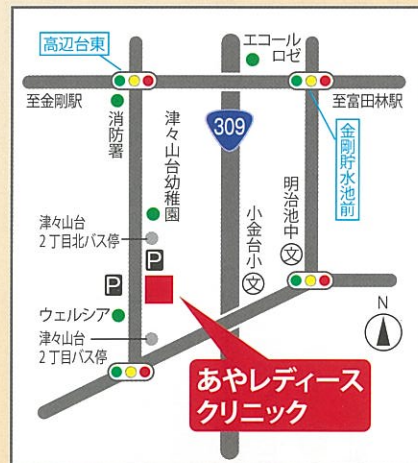 高辺台東
エコール
ロゼ
至金剛駅
至富田林駅
消防署
津々山台幼稚園
309
金剛貯水池前
明治池中
文
小金台小
文
津々山台
2丁目北バス停
P
P
ウェルシア
津々山台
2丁目バス停
N
あやレディース
クリニック